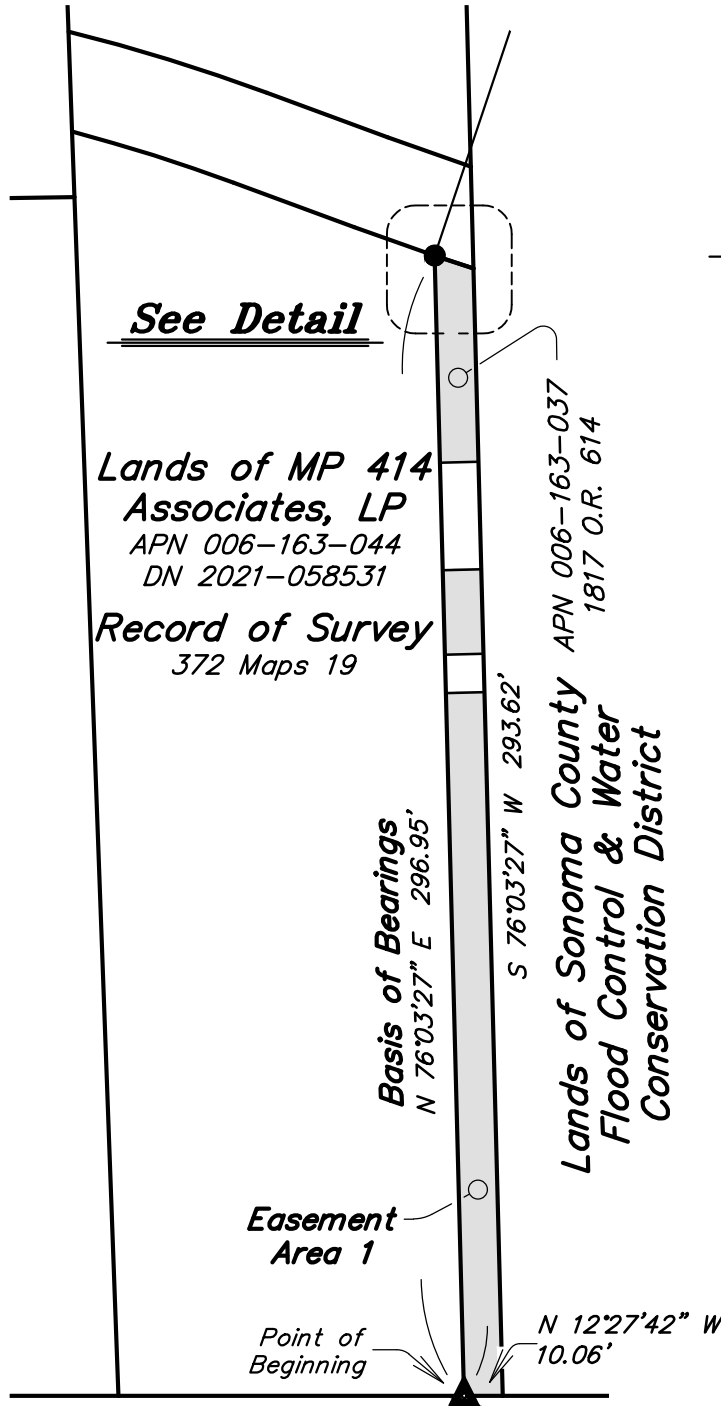 See Detail
Lands of MP 414
Associates, LP
APN 006-163-044
DN 2021-058531
Record of Survey
372 Maps 19
APN 006-163-037
1817 O.R. 614
Lands of Sonoma County
Flood Control & Water
Conservation District
S 76°03'27" W 293.62'
Basis of Bearings
N 76°03'27" E 296.95'
Easement
Area 1
Point of
Beginning
N 12°27'42" W
10.06'